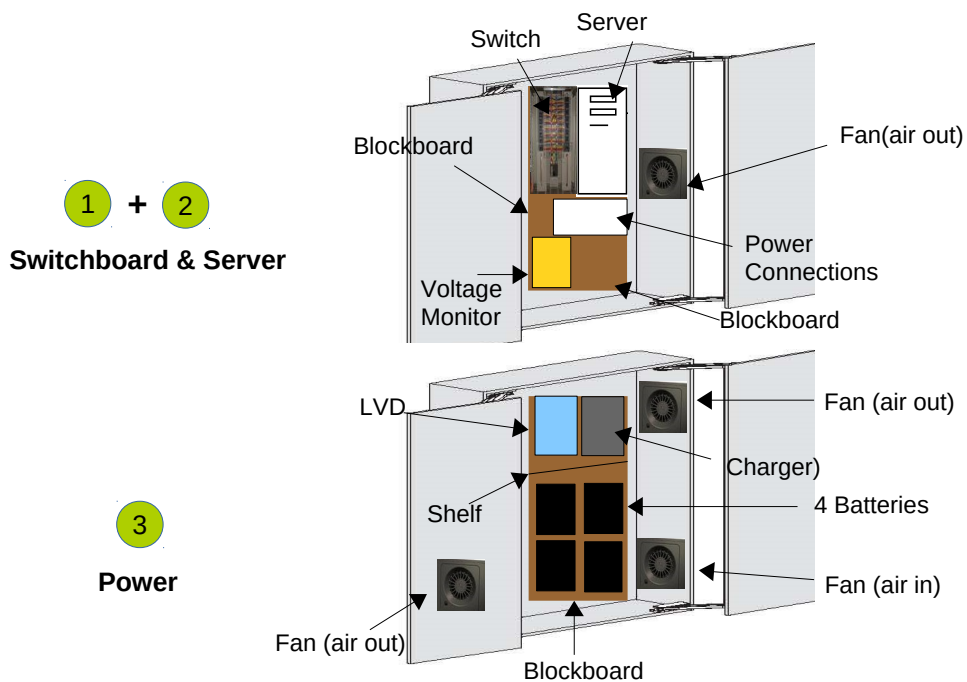 Server
Switch
Fan(air out)
Blockboard
1 + 2
Switchboard & Server
Power
Connections
Voltage
Monitor
Blockboard
LVD
Fan (air out)
Charger)
Shelf
4 Batteries
3
Power
Fan (air in)
Fan (air out)
Blockboard